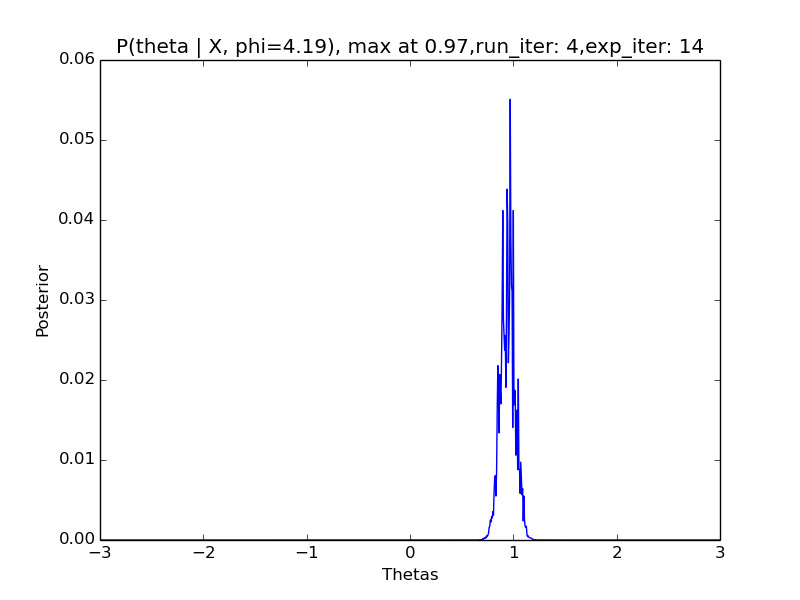 P(theta | X, phi=4.19), max at 0.97,run_iter: 4,exp_iter: 14
0.06
0.05
0.04
0.03
0.02
0.01
0.00
Posterior
−3 −2 −1 0 1 2 3
Thetas